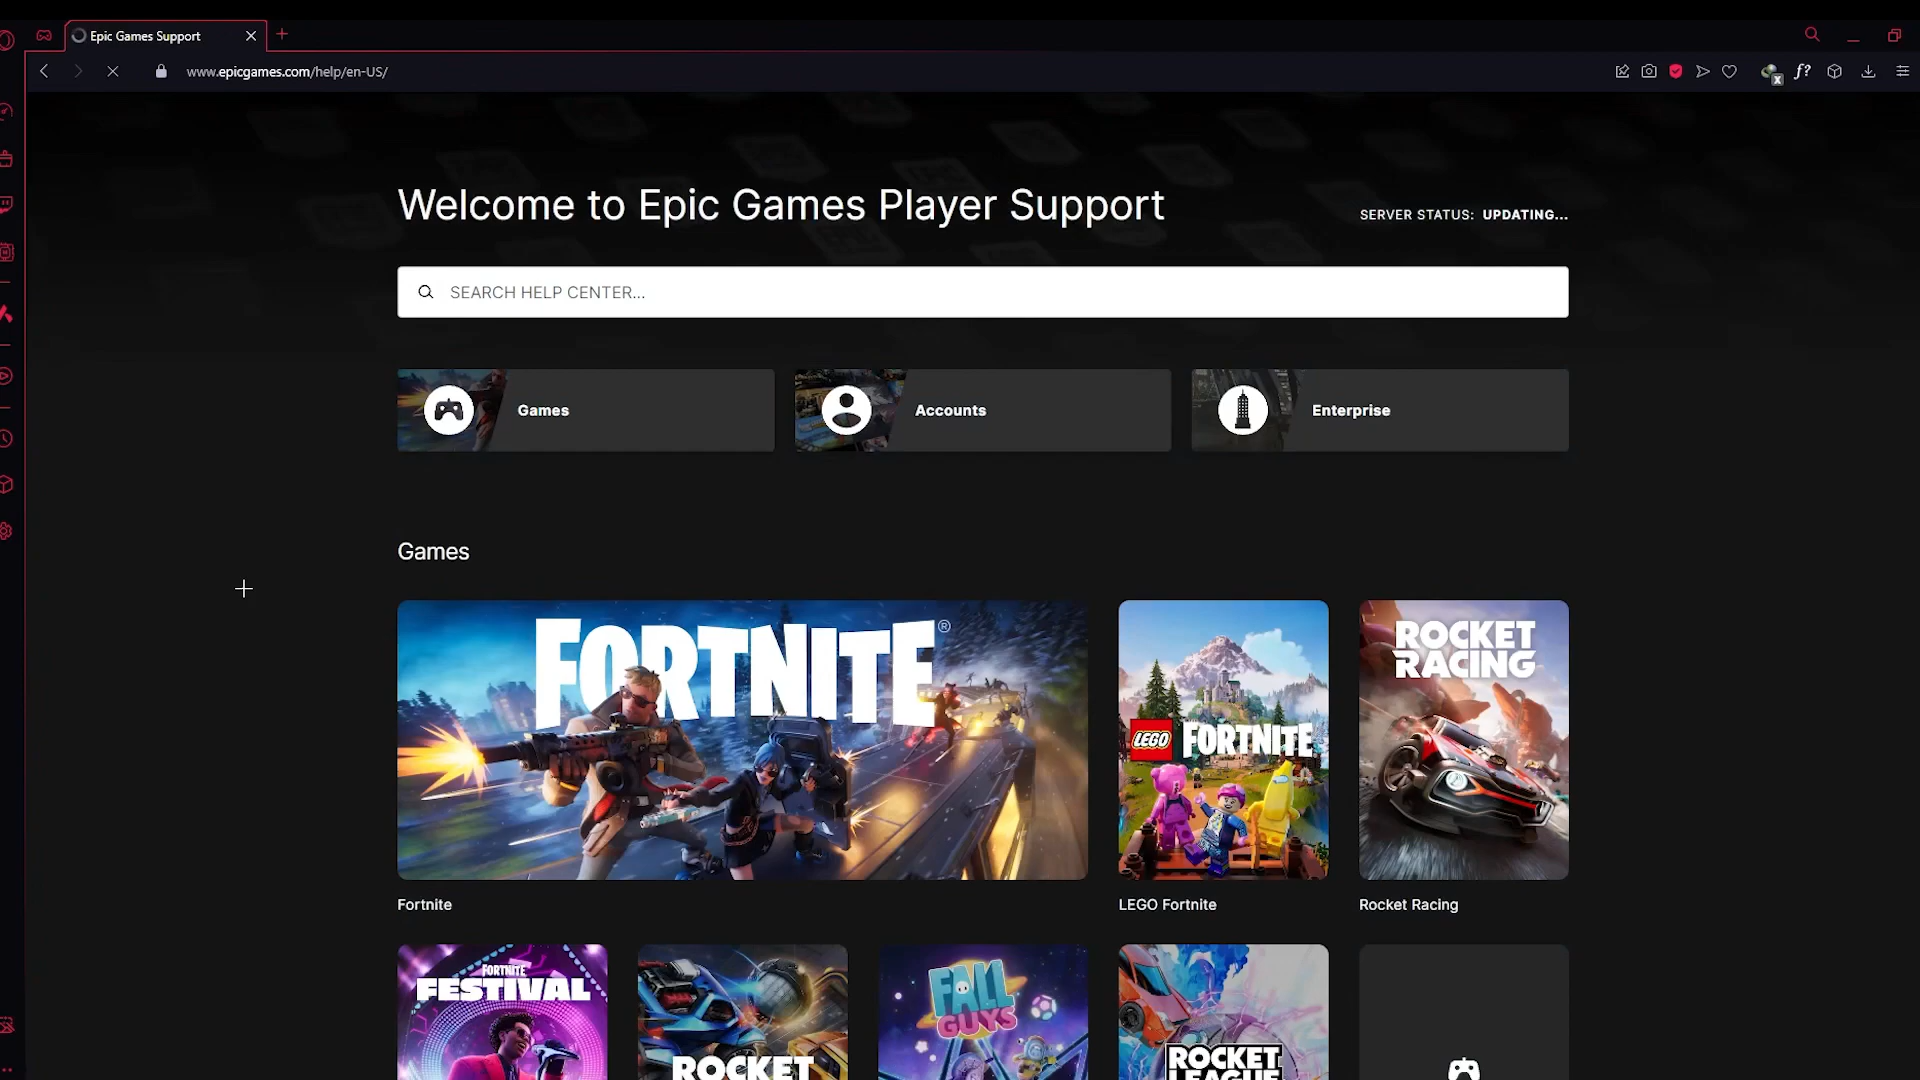 Epic Games Support
www.epicgames.com/help/en-US/
f?
x
Welcome to Epic Games Player Support
SERVER STATUS: UPDATING...
SEARCH HELP CENTER...
Games
Accounts
Enterprise
Games
FORTNITE®
LEGO FORTNITE
ROCKET
RACING
Fortnite
LEGO Fortnite
Rocket Racing
FORTNITE
FESTIVAL
ROCKET
FALL
GUYS
ROCKET
LEAGUE